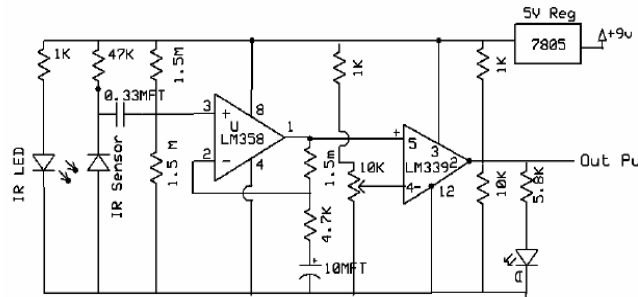 5V Reg
7805
+9v
1K
47K
1.5M
1K
1K
0.33MFT
3
+
8
U
LM358
1
2
-
4
+
5
3
LM339
2
Out Pu
IR LED
IR Sensor
1.5 M
1.5m
10K
4-
12
10K
5.8K
4.7K
+
10MFT